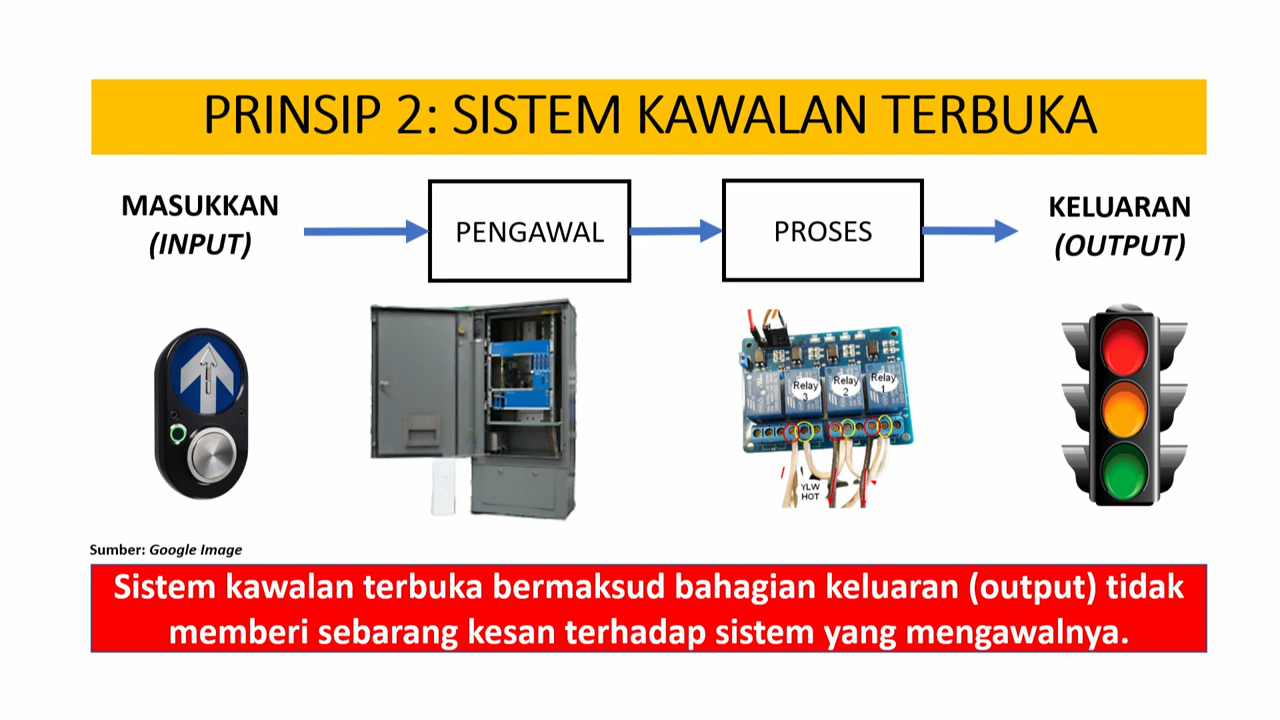 PRINSIP 2: SISTEM KAWALAN TERBUKA
MASUKKAN
(INPUT)
PENGAWAL
PROSES
KELUARAN
(OUTPUT)
Relay
3
Relay
2
Relay
1
YLW
HOT
Sumber: Google Image
Sistem kawalan terbuka bermaksud bahagian keluaran (output) tidak
memberi sebarang kesan terhadap sistem yang mengawalnya.